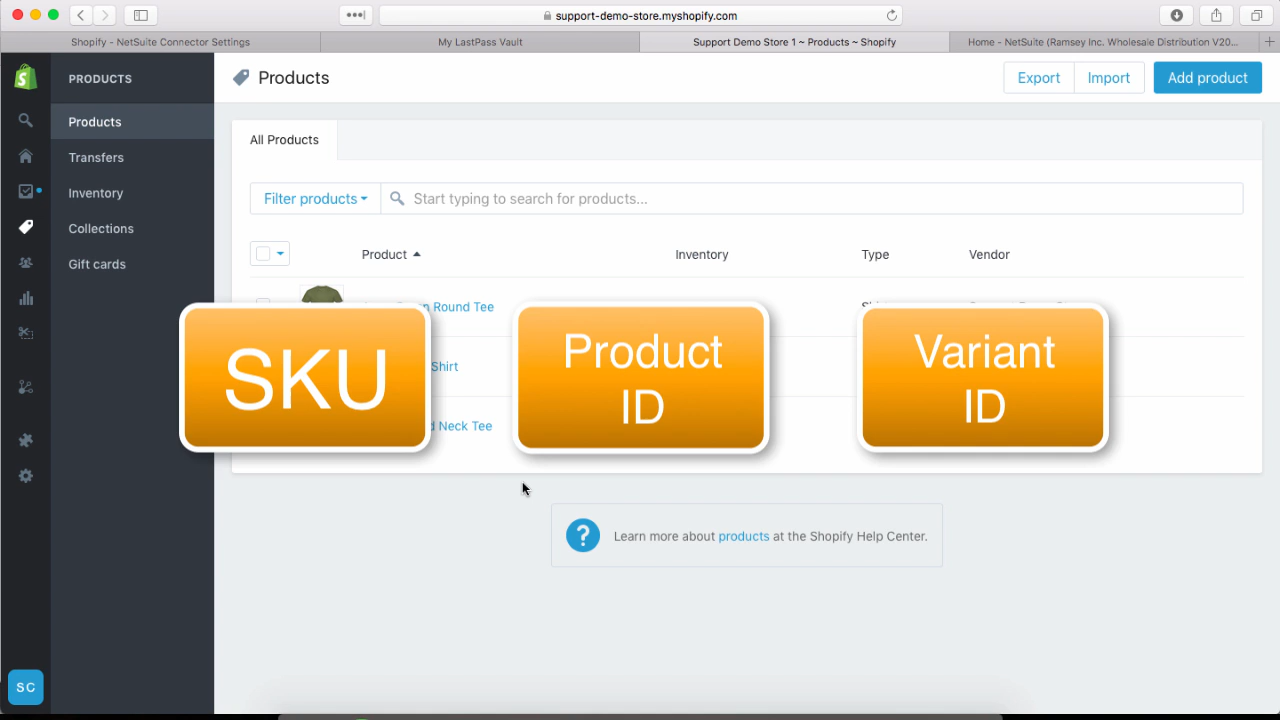 support-demo-store.myshopify.com
Shopify - NetSuite Connector Settings
My LastPass Vault
Support Demo Store 1 ~ Products ~ Shopify
Home - NetSuite (Ramsey Inc. Wholesale Distribution V20...
PRODUCTS
Products
Transfers
Inventory
Collections
Gift cards
Products
Export
Import
Add product
All Products
Filter products
Start typing to search for products...
Product
Inventory
Type
Vendor
Round Tee
Shirt
Neck Tee
SKU
Product
ID
Variant
ID
? Learn more about products at the Shopify Help Center.
SC